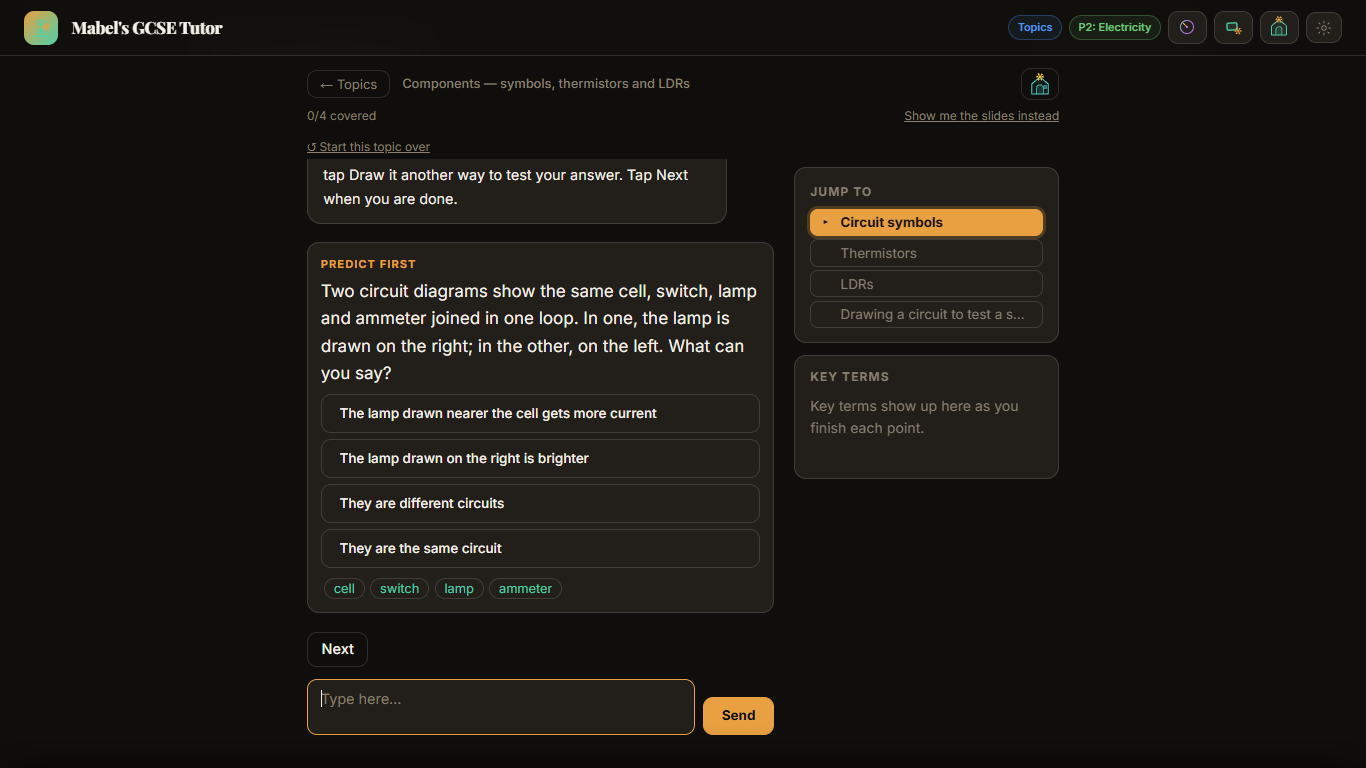 Mabel's GCSE Tutor
Topics
P2: Electricity
← Topics
Components — symbols, thermistors and LDRs
0/4 covered
Show me the slides instead
↺ Start this topic over
tap Draw it another way to test your answer. Tap Next
when you are done.
PREDICT FIRST
Two circuit diagrams show the same cell, switch, lamp
and ammeter joined in one loop. In one, the lamp is
drawn on the right; in the other, on the left. What can
you say?
The lamp drawn nearer the cell gets more current
The lamp drawn on the right is brighter
They are different circuits
They are the same circuit
cell
switch
lamp
ammeter
Next
Type here...
Send
JUMP TO
‣ Circuit symbols
Thermistors
LDRs
Drawing a circuit to test a s...
KEY TERMS
Key terms show up here as you
finish each point.